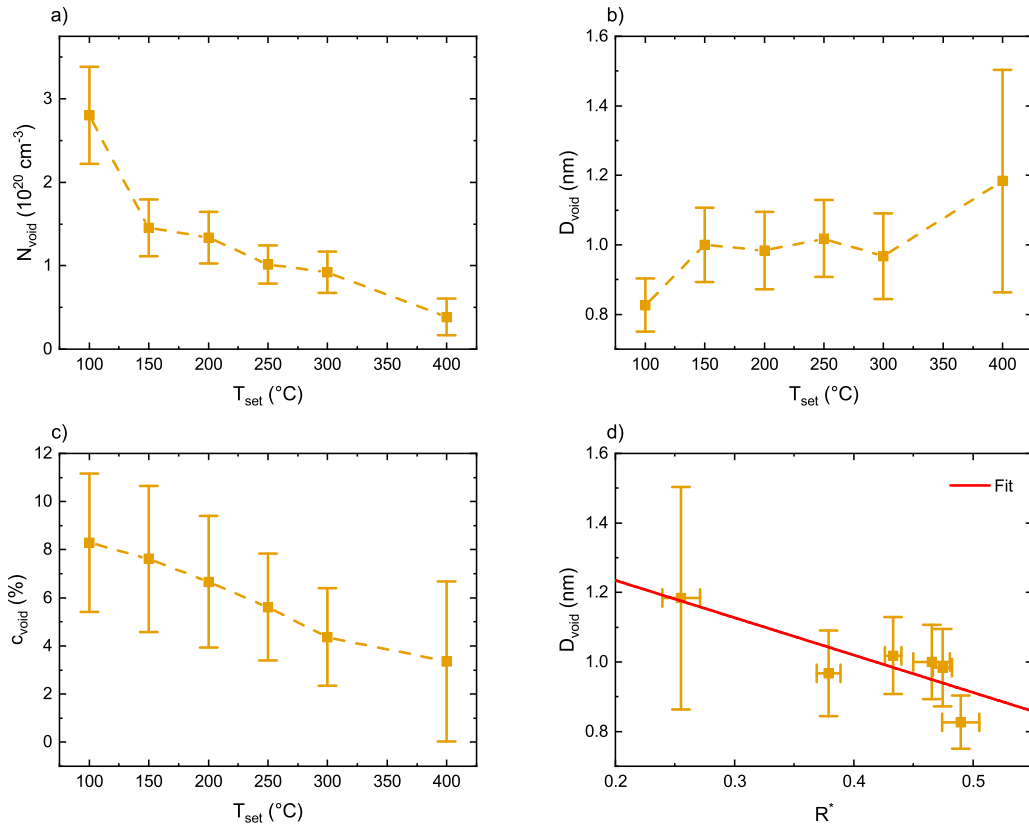 a)
3
2
1
0
N_void (10^20 cm^-3)
100 150 200 250 300 350 400
T_set (°C)
b)
1.6
1.4
1.2
1.0
0.8
D_void (nm)
100 150 200 250 300 350 400
T_set (°C)
c)
12
10
8
6
4
2
0
c_void (%)
100 150 200 250 300 350 400
T_set (°C)
d)
Fit
1.6
1.4
1.2
1.0
0.8
D_void (nm)
0.2 0.3 0.4 0.5
R^*